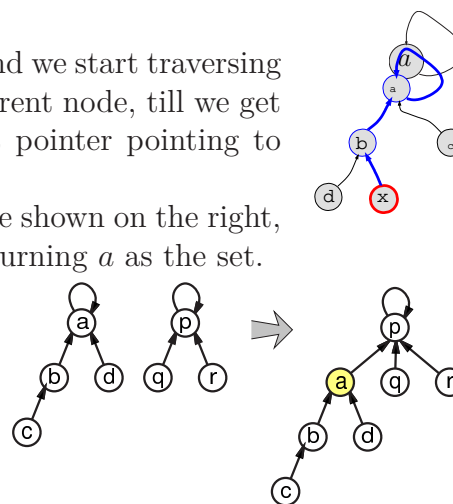 nd we start traversing
rent node, till we get
pointer pointing to
e shown on the right,
urning a as the set.
a
a
b
c
d
x
a
p
b
d
q
r
c
p
a
q
r
b
d
c